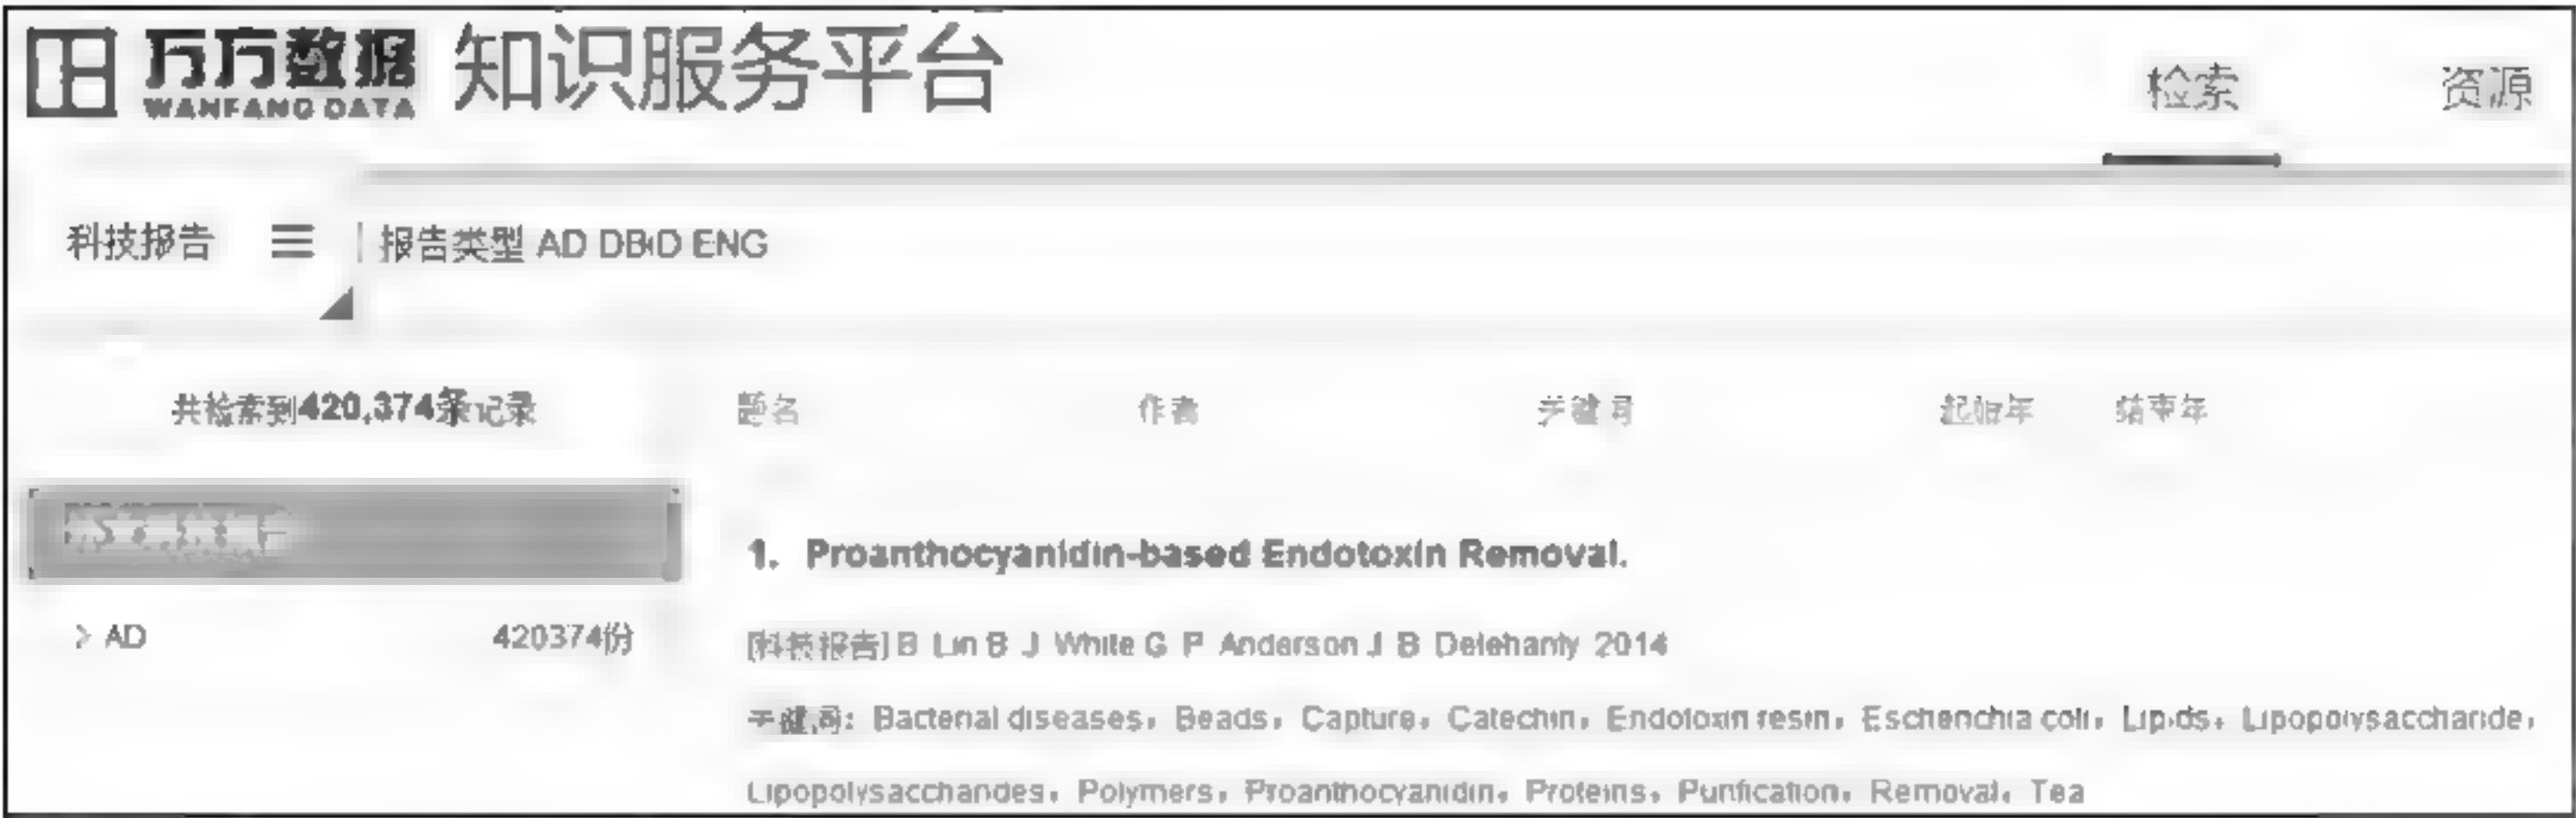 万方数据 知识服务平台 检索 资源
WANFANG DATA
科技报告 报告类型 AD DBID ENG
共检索到420,374条记录 题名 作者 关键词 起始年 结束年
1. Proanthocyanidin-based Endotoxin Removal.
> AD 420374份 [科技报告] B Lin B J White G P Anderson J B Delehanty 2014
关键词: Bacterial diseases, Beads, Capture, Catechin, Endotoxin resin, Escherichia coli, Lipids, Lipopolysaccharide,
Lipopolysaccharides, Polymers, Proanthocyanidin, Proteins, Purification, Removal, Tea